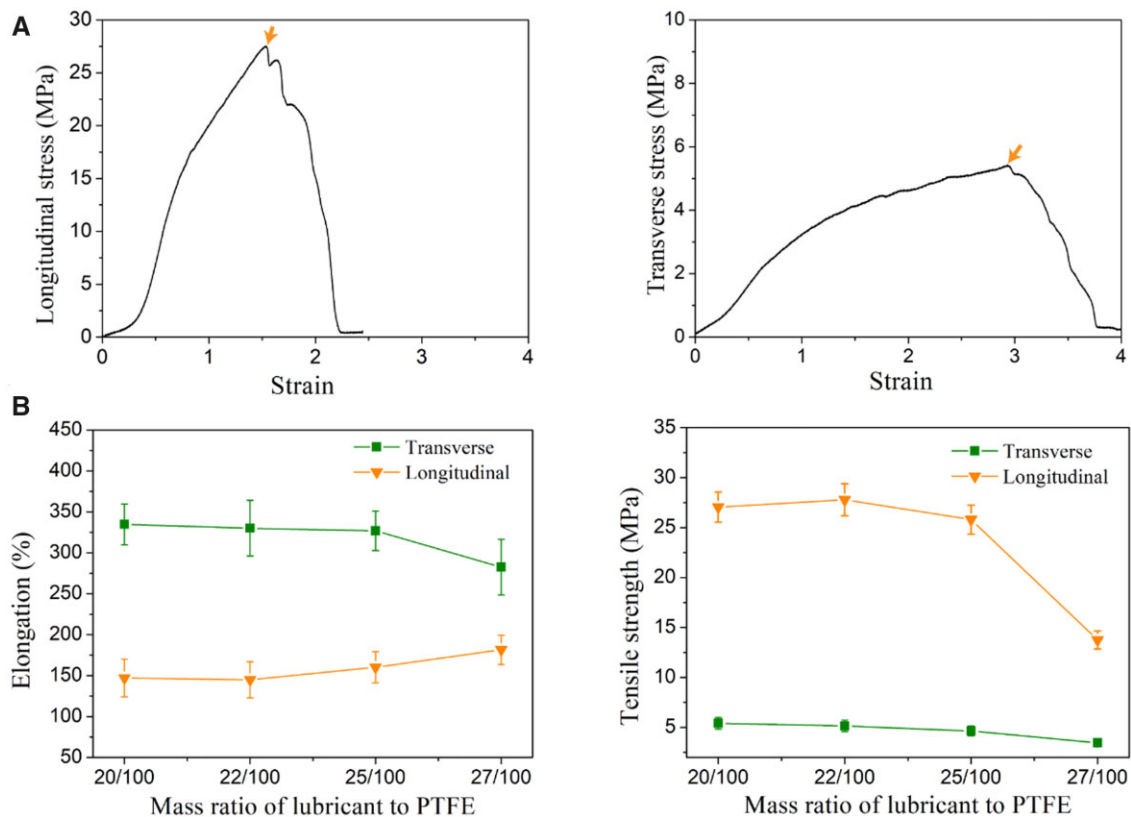 A
Longitudinal stress (MPa)
30
25
20
15
10
5
0
0 1 2 3 4
Strain
Transverse stress (MPa)
10
8
6
4
2
0
0 1 2 3 4
Strain
B
Elongation (%)
450
400
350
300
250
200
150
100
50
Transverse
Longitudinal
20/100 22/100 25/100 27/100
Mass ratio of lubricant to PTFE
Tensile strength (MPa)
35
30
25
20
15
10
5
Transverse
Longitudinal
20/100 22/100 25/100 27/100
Mass ratio of lubricant to PTFE